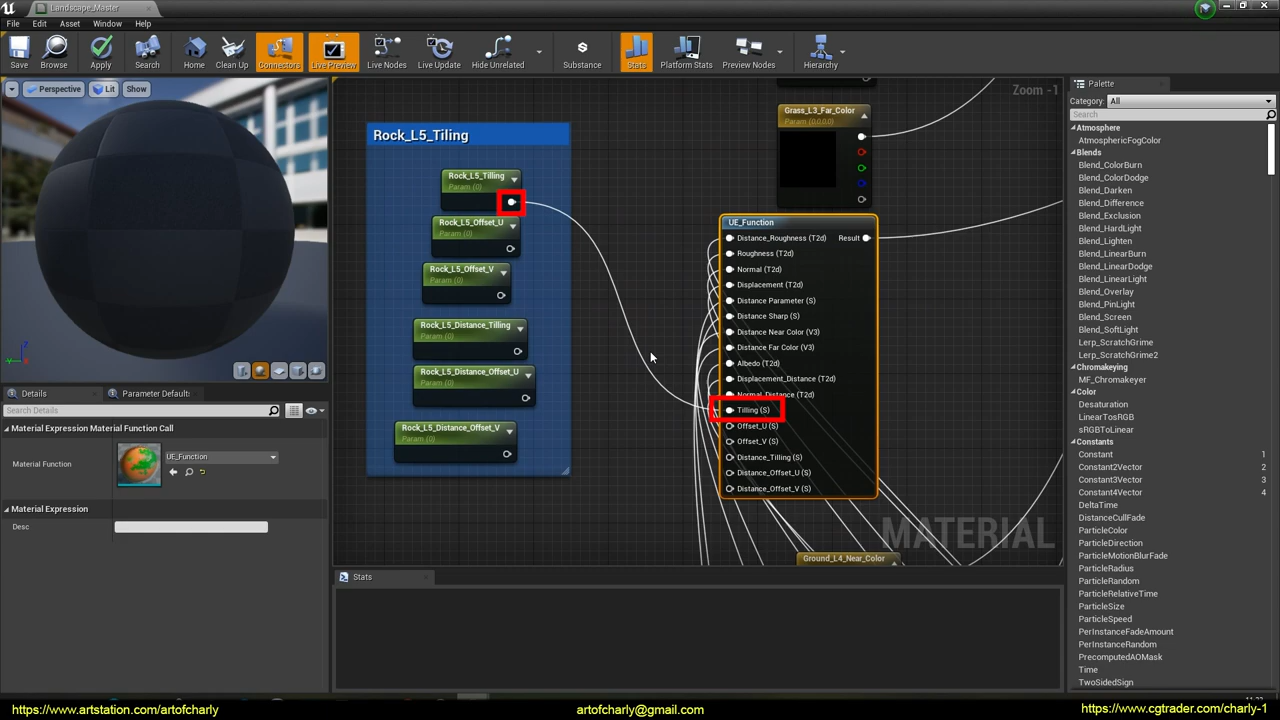 Landscape_Master
File Edit Asset Window Help
Save Browse Apply Search Home Clean Up Connectors Live Preview Live Nodes Live Update Hide Unrelated Substance Stats Platform Stats Preview Nodes Hierarchy
Perspective Lit Show
Zoom -1
Rock_L5_Tiling
Rock_L5_Tilling
Param (0)
Rock_L5_Offset_U
Param (0)
Rock_L5_Offset_V
Param (0)
Rock_L5_Distance_Tilling
Param (0)
Rock_L5_Distance_Offset_U
Param (0)
Rock_L5_Distance_Offset_V
Param (0)
Grass_L3_Far_Color
Param (0,0,0,0)
UE_Function
Distance_Roughness (T2d) Result
Roughness (T2d)
Normal (T2d)
Displacement (T2d)
Distance Parameter (S)
Distance Sharp (S)
Distance Near Color (V3)
Distance Far Color (V3)
Albedo (T2d)
Displacement_Distance (T2d)
Normal_Distance (T2d)
Tilling (S)
Offset_U (S)
Offset_V (S)
Distance_Tilling (S)
Distance_Offset_U (S)
Distance_Offset_V (S)
MATERIAL
Ground_L4_Near_Color
Details Parameter Default:
Search Details
Material Expression Material Function Call
Material Function UE_Function
Material Expression
Desc
Stats
Palette
Category: All
Search
Atmosphere
AtmosphericFogColor
Blends
Blend_ColorBurn
Blend_ColorDodge
Blend_Darken
Blend_Difference
Blend_Exclusion
Blend_HardLight
Blend_Lighten
Blend_LinearBurn
Blend_LinearDodge
Blend_LinearLight
Blend_Overlay
Blend_PinLight
Blend_Screen
Blend_SoftLight
Lerp_ScratchGrime
Lerp_ScratchGrime2
Chromakeying
MF_Chromakeyer
Color
Desaturation
LinearTosRGB
sRGBToLinear
Constants
Constant 1
Constant2Vector 2
Constant3Vector 3
Constant4Vector 4
DeltaTime
DistanceCullFade
ParticleColor
ParticleDirection
ParticleMotionBlurFade
ParticleRadius
ParticleRandom
ParticleRelativeTime
ParticleSize
ParticleSpeed
PerInstanceFadeAmount
PerInstanceRandom
PrecomputedAOMask
Time
TwoSidedSign
https://www.artstation.com/artofcharly artofcharly@gmail.com https://www.cgtrader.com/charly-1